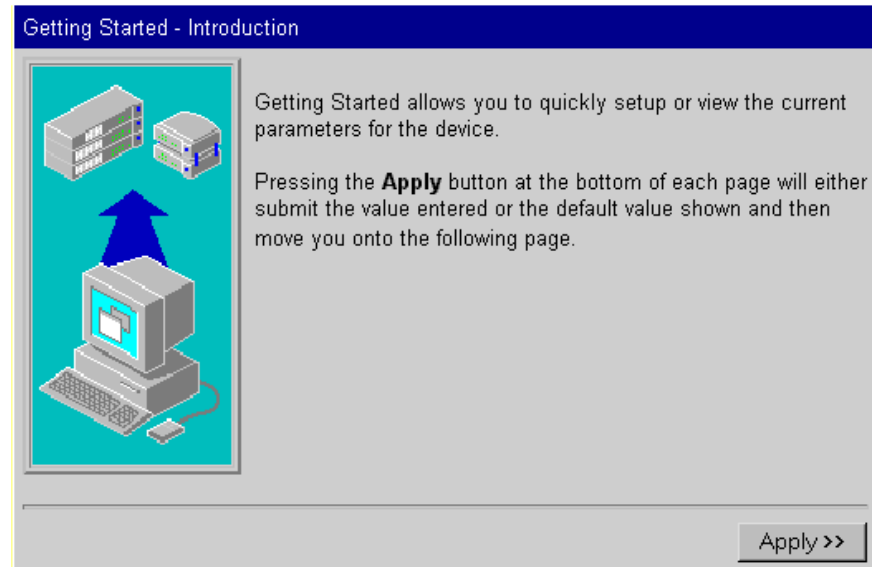 Getting Started - Introduction
Getting Started allows you to quickly setup or view the current
parameters for the device.
Pressing the Apply button at the bottom of each page will either
submit the value entered or the default value shown and then
move you onto the following page.
Apply >>